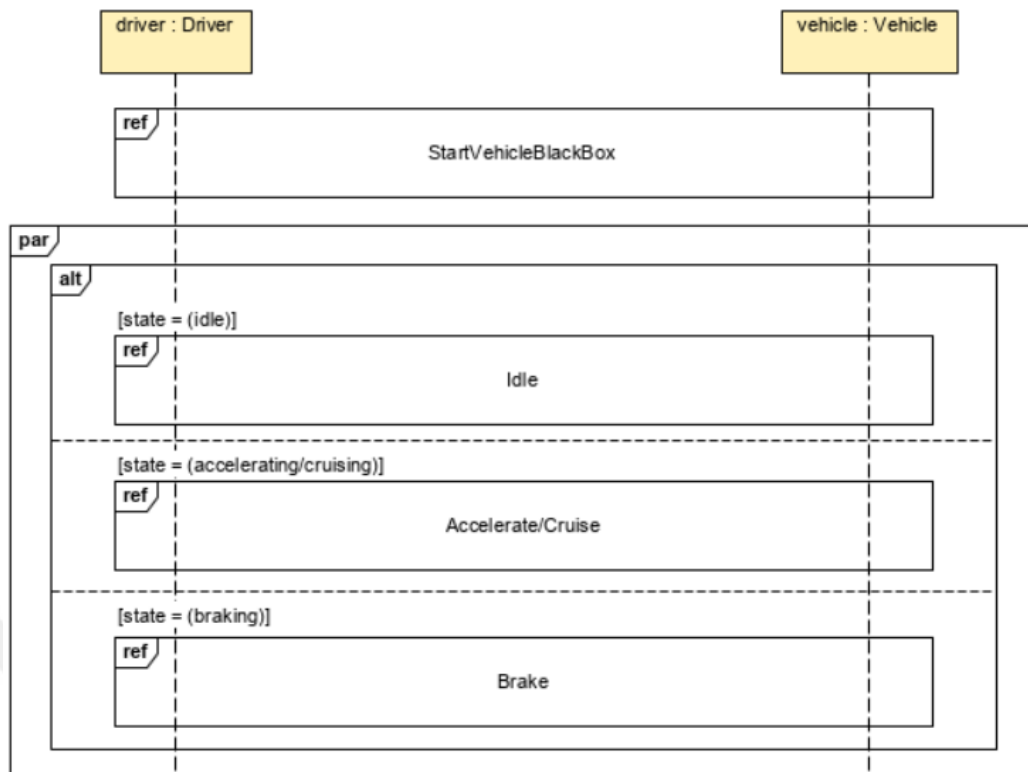 driver : Driver
vehicle : Vehicle
ref
StartVehicleBlackBox
par
alt
[state = (idle)]
ref
Idle
[state = (accelerating/cruising)]
ref
Accelerate/Cruise
[state = (braking)]
ref
Brake